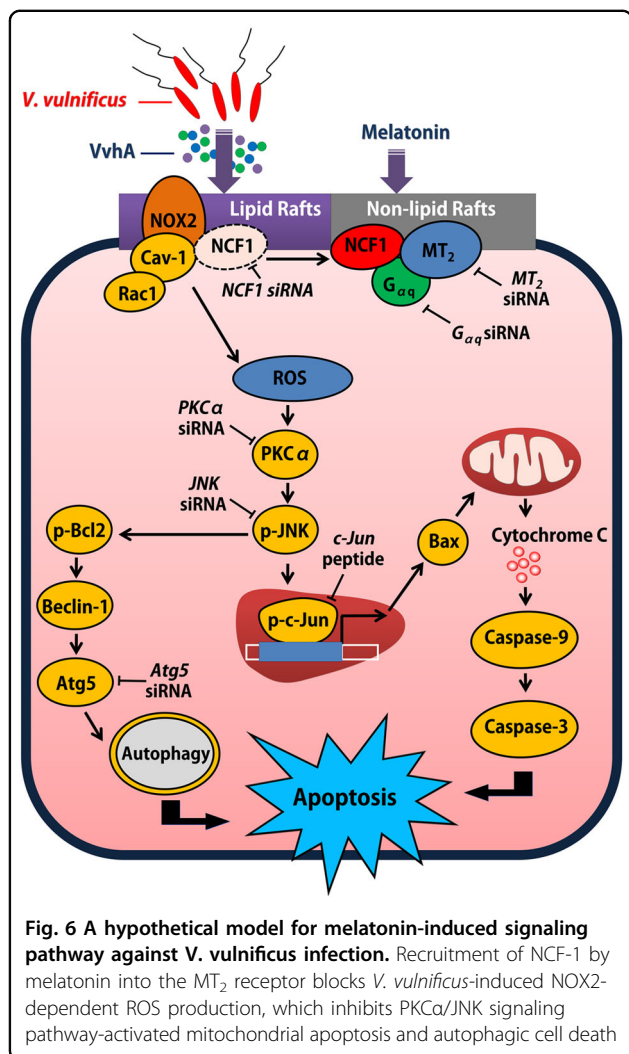 V. vulnificus
VvhA
Melatonin
Lipid Rafts
Non-lipid Rafts
NOX2
Cav-1
Rac1
NCF1
NCF1 siRNA
NCF1
MT₂
Gαq
MT₂
siRNA
Gαq siRNA
ROS
PKCα
siRNA
PKCα
JNK
siRNA
p-JNK
p-Bcl2
c-Jun
peptide
Bax
Cytochrome C
Beclin-1
p-c-Jun
Caspase-9
Atg5
Atg5
siRNA
Caspase-3
Autophagy
Apoptosis
Fig. 6 A hypothetical model for melatonin-induced signaling
pathway against V. vulnificus infection. Recruitment of NCF-1 by
melatonin into the MT₂ receptor blocks V. vulnificus-induced NOX2-
dependent ROS production, which inhibits PKCα/JNK signaling
pathway-activated mitochondrial apoptosis and autophagic cell death